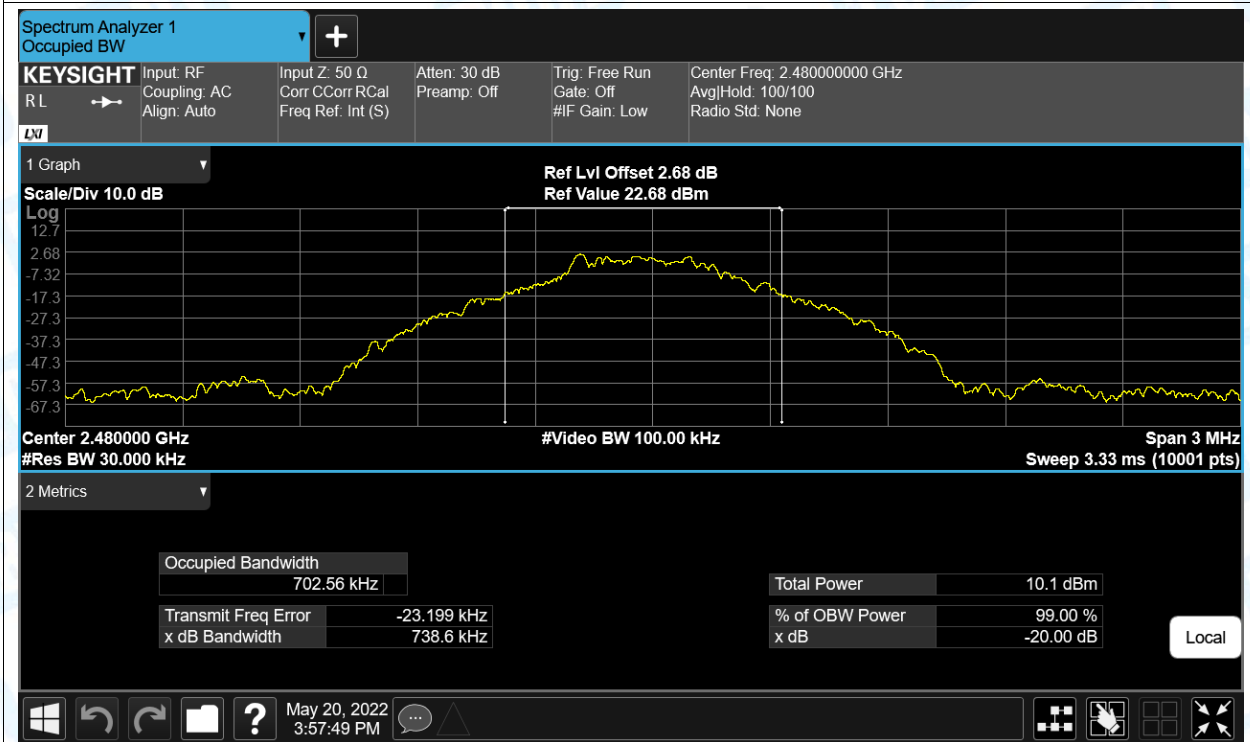 Spectrum Analyzer 1
Occupied BW
KEYSIGHT
R L
LXI
Input: RF
Coupling: AC
Align: Auto
Input Z: 50 Ω
Corr CCorr RCal
Freq Ref: Int (S)
Atten: 30 dB
Preamp: Off
Trig: Free Run
Gate: Off
#IF Gain: Low
Center Freq: 2.480000000 GHz
Avg|Hold: 100/100
Radio Std: None
1 Graph
Scale/Div 10.0 dB
Ref Lvl Offset 2.68 dB
Ref Value 22.68 dBm
Log
12.7
2.68
-7.32
-17.3
-27.3
-37.3
-47.3
-57.3
-67.3
Center 2.480000 GHz
#Video BW 100.00 kHz
Span 3 MHz
#Res BW 30.000 kHz
Sweep 3.33 ms (10001 pts)
2 Metrics
Occupied Bandwidth
702.56 kHz
Total Power 10.1 dBm
Transmit Freq Error -23.199 kHz
% of OBW Power 99.00 %
x dB Bandwidth 738.6 kHz
x dB -20.00 dB
Local
May 20, 2022
3:57:49 PM